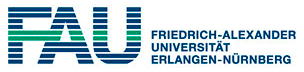 FAU
FRIEDRICH-ALEXANDER
UNIVERSITÄT
ERLANGEN-NÜRNBERG